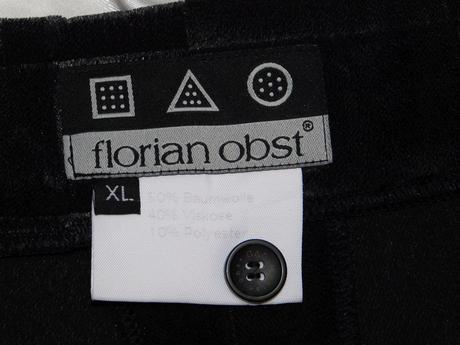 florian obst®
XL
50% Baumwolle
40% Viskose
10% Polyester